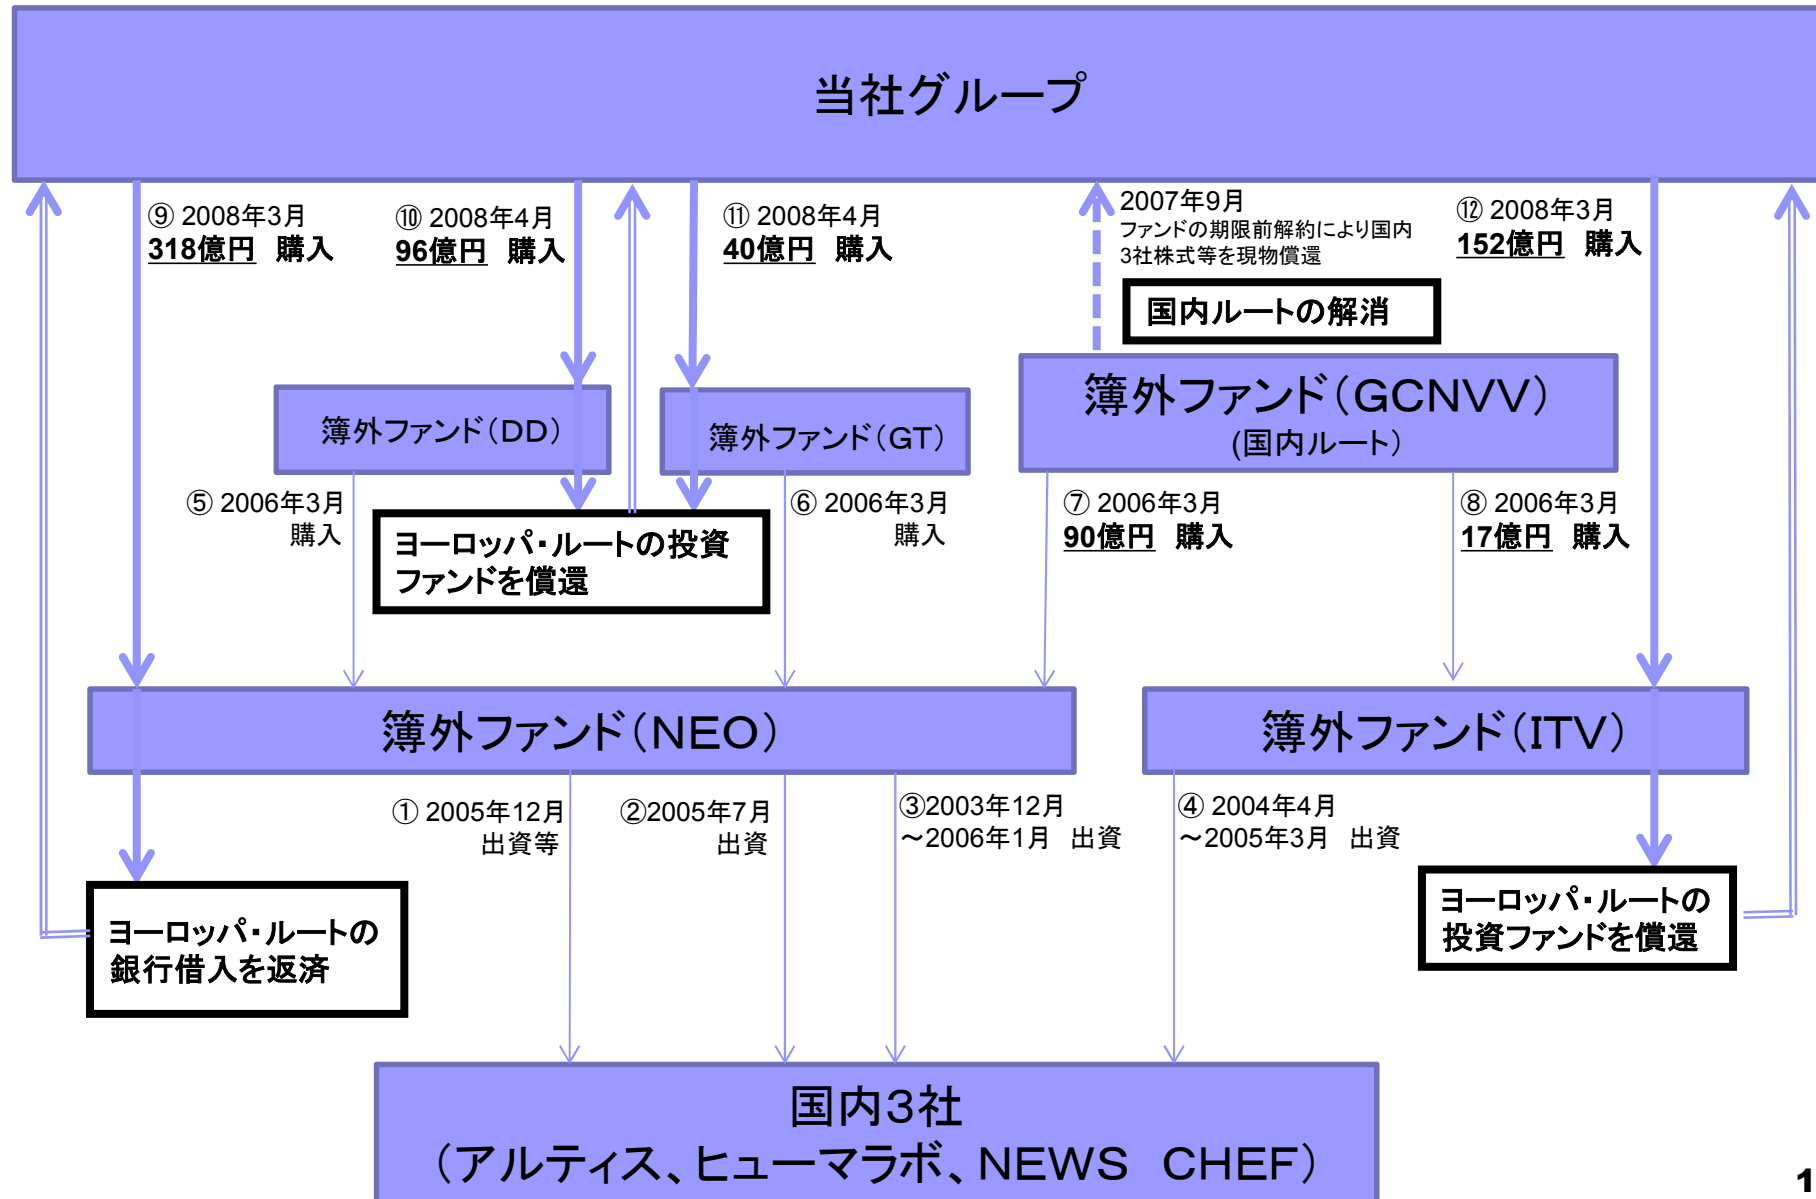 当社グループ
⑨ 2008年3月
318億円　購入
⑩ 2008年4月
96億円　購入
⑪ 2008年4月
40億円　購入
2007年9月
ファンドの期限前解約により国内
3社株式等を現物償還
国内ルートの解消
⑫ 2008年3月
152億円　購入
簿外ファンド（ＤＤ）
簿外ファンド（GT）
簿外ファンド（ＧＣＮＶＶ）
(国内ルート）
⑤ 2006年3月
購入
ヨーロッパ・ルートの投資
ファンドを償還
⑥ 2006年3月
購入
⑦ 2006年3月
90億円　購入
⑧ 2006年3月
17億円　購入
簿外ファンド（ＮＥＯ）
簿外ファンド（ＩＴＶ）
① 2005年12月
出資等
②2005年7月
出資
③2003年12月
～2006年1月　出資
④ 2004年4月
～2005年3月　出資
ヨーロッパ・ルートの
銀行借入を返済
ヨーロッパ・ルートの
投資ファンドを償還
国内３社
（アルティス、ヒューマラボ、ＮＥＷＳ　ＣＨＥＦ）